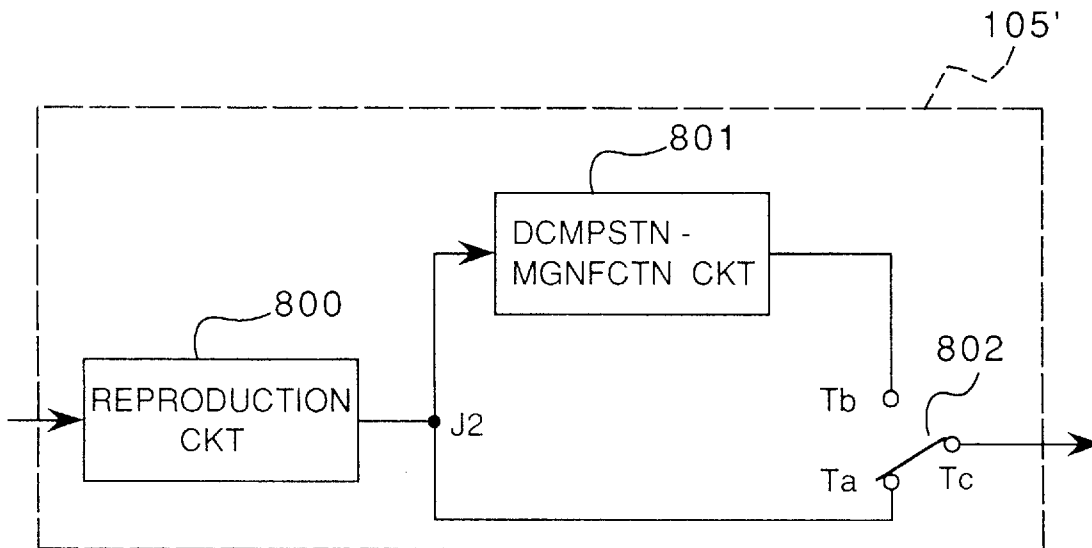 105'
801
DCMPSTN -
MGNFCTN CKT
800
REPRODUCTION
CKT
J2
802
Tb
Ta
Tc